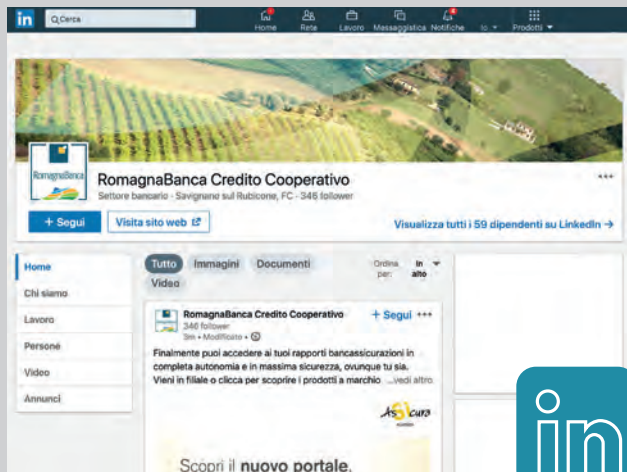 in
Cerca
Home Rete Lavoro Messaggistica Notifiche Io Prodotti
RomagnaBanca
RomagnaBanca Credito Cooperativo
Settore bancario · Savignano sul Rubicone, FC · 346 follower
+ Segui
Visita sito web
Visualizza tutti i 59 dipendenti su LinkedIn →
Home
Chi siamo
Lavoro
Persone
Video
Annunci
Tutto Immagini Documenti
Video
Ordina per: In alto
RomagnaBanca Credito Cooperativo
+ Segui
346 follower
3m • Modificato •
Finalmente puoi accedere ai tuoi rapporti bancassicurazioni in
completa autonomia e in massima sicurezza, ovunque tu sia.
Vieni in filiale o clicca per scoprire i prodotti a marchio ...vedi altro
Assicura
Scopri il nuovo portale.
in